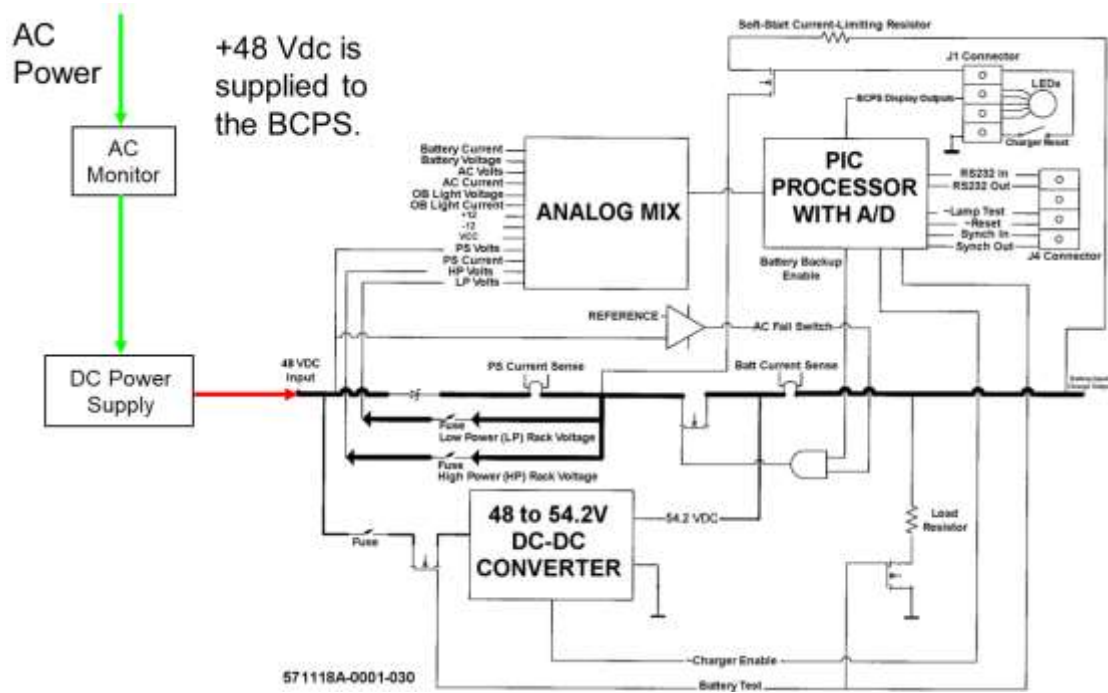 AC
Power
+48 Vdc is
supplied to
the BCPS.
AC
Monitor
DC Power
Supply
Soft-Start Current-Limiting Resistor
J1 Connector
LEDs
BCPS Display Outputs
Charger Reset
Battery Current
Battery Voltage
AC Volts
AC Current
OB Light Voltage
OB Light Current
+12
-12
VCC
PS Volts
PS Current
HP Volts
LP Volts
ANALOG MIX
PIC
PROCESSOR
WITH A/D
RS232 In
RS232 Out
~Lamp Test
~Reset
Synch In
Synch Out
J4 Connector
Battery Backup
Enable
REFERENCE
AC Fail Switch
48 VDC
Input
PS Current Sense
Batt Current Sense
Fuse
Low Power (LP) Rack Voltage
Fuse
High Power (HP) Rack Voltage
48 to 54.2V
DC-DC
CONVERTER
54.2 VDC
Fuse
Load
Resistor
Charger Enable
Battery Test
571118A-0001-030